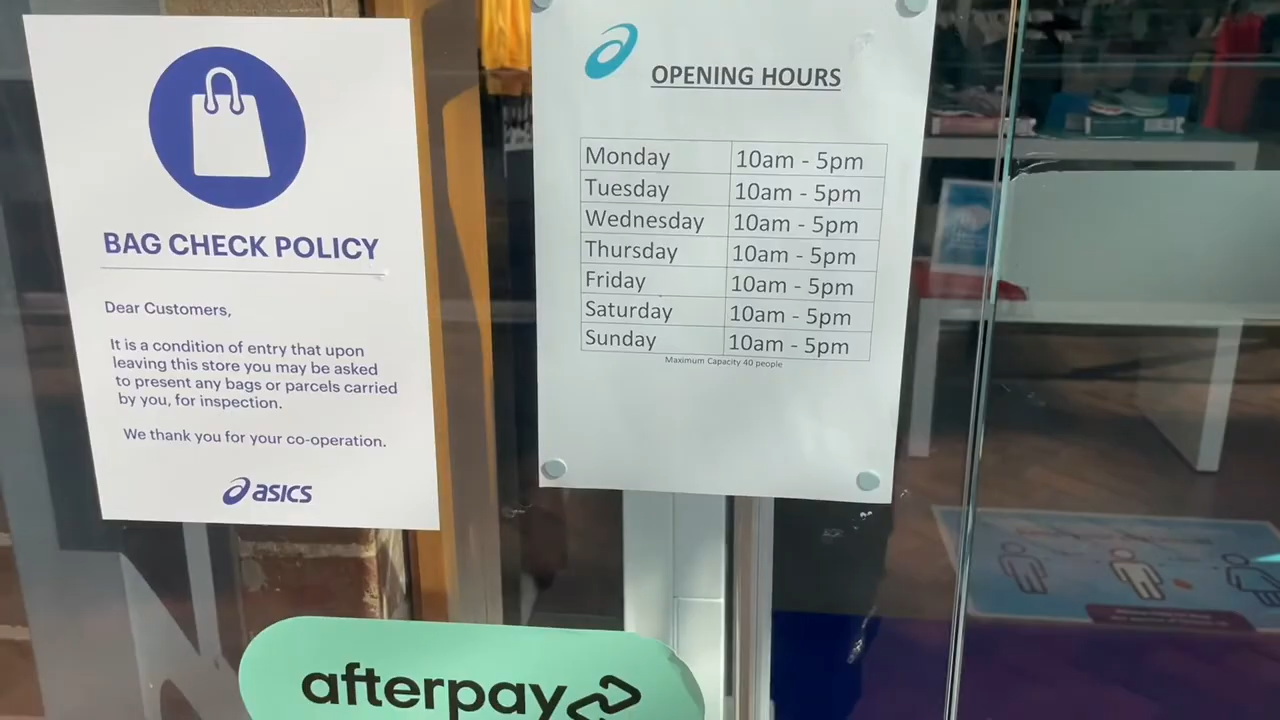 BAG CHECK POLICY
Dear Customers,
It is a condition of entry that upon
leaving this store you may be asked
to present any bags or parcels carried
by you, for inspection.
We thank you for your co-operation.
asics
OPENING HOURS
Monday 10am - 5pm
Tuesday 10am - 5pm
Wednesday 10am - 5pm
Thursday 10am - 5pm
Friday 10am - 5pm
Saturday 10am - 5pm
Sunday 10am - 5pm
Maximum Capacity 40 people
afterpay